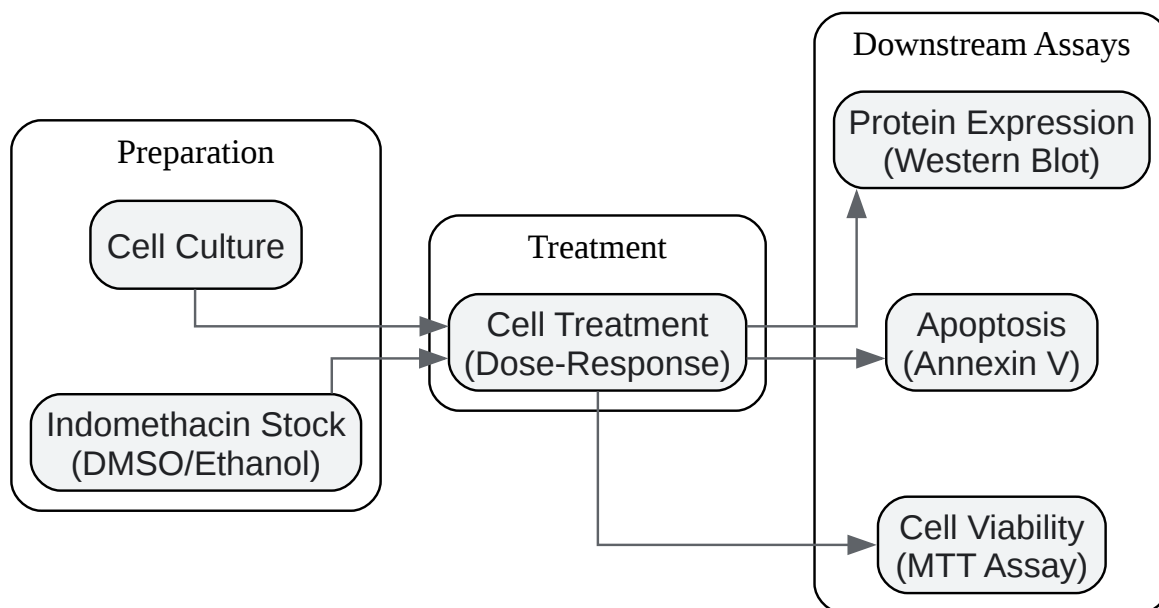 Preparation
Cell Culture
Indomethacin Stock
(DMSO/Ethanol)
Treatment
Cell Treatment
(Dose-Response)
Downstream Assays
Protein Expression
(Western Blot)
Apoptosis
(Annexin V)
Cell Viability
(MTT Assay)